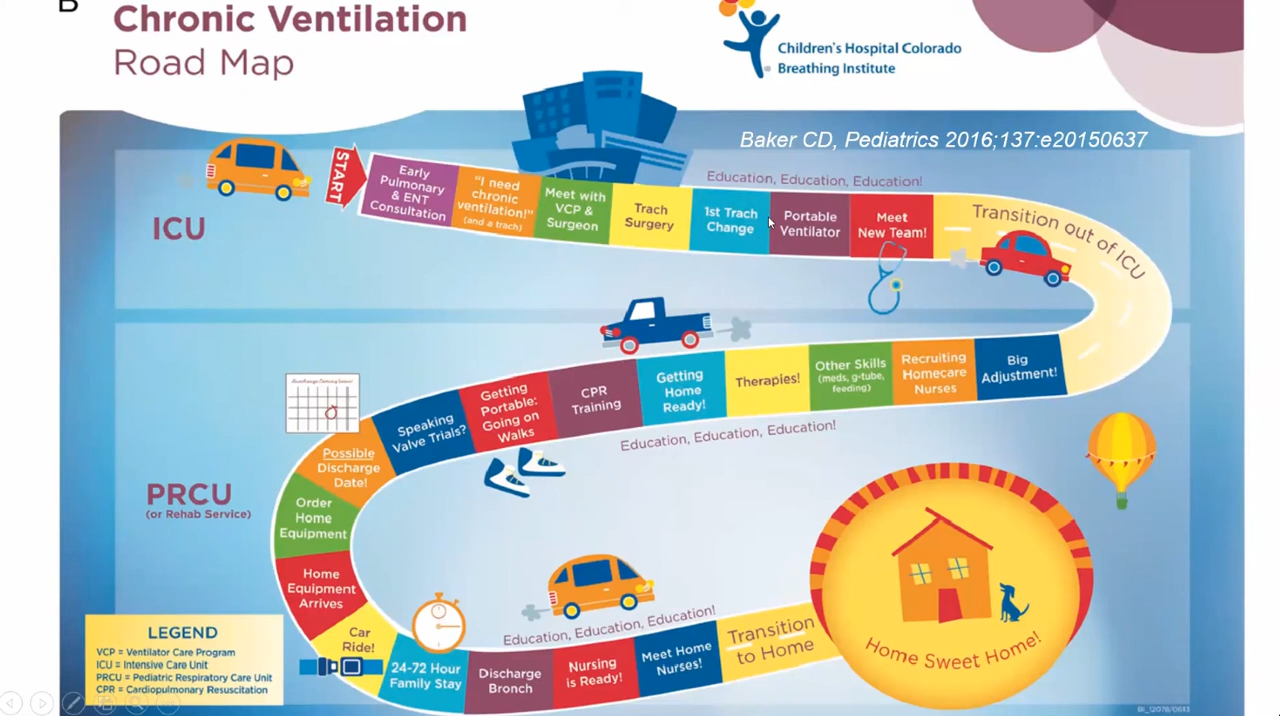 B
Chronic Ventilation
Road Map
Children's Hospital Colorado
Breathing Institute
Baker CD, Pediatrics 2016;137:e20150637
ICU
START
Early
Pulmonary
& ENT
Consultation
"I need
chronic
ventilation!"
(and a trach)
Meet with
VCP &
Surgeon
Trach
Surgery
Education, Education, Education!
1st Trach
Change
Portable
Ventilator
Meet
New Team!
Transition out of ICU
Big
Adjustment!
Recruiting
Homecare
Nurses
Other Skills
(meds, g-tube,
feeding)
Therapies!
Getting
Home
Ready!
CPR
Training
Getting
Portable:
Going on
Walks
Speaking
Valve Trials?
Education, Education, Education!
Possible
Discharge
Date!
PRCU
(or Rehab Service)
Order
Home
Equipment
Home
Equipment
Arrives
Car
Ride!
24-72 Hour
Family Stay
Discharge
Bronch
Nursing
is Ready!
Meet Home
Nurses!
Education, Education, Education!
Transition
to Home
Home Sweet Home!
LEGEND
VCP = Ventilator Care Program
ICU = Intensive Care Unit
PRCU = Pediatric Respiratory Care Unit
CPR = Cardiopulmonary Resuscitation